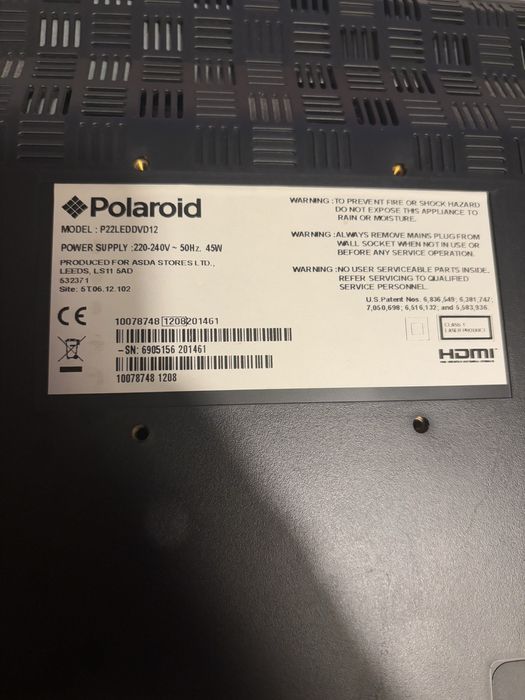 Polaroid
MODEL : P22LEDDVD12
POWER SUPPLY :220-240V ~ 50Hz. 45W
PRODUCED FOR ASDA STORES LTD.,
LEEDS, LS11 5AD
532371
Site: 5T.06.12.102
10078748 1208 201461
-SN: 6905156 201461
10078748 1208
WARNING :TO PREVENT FIRE OR SHOCK HAZARD
DO NOT EXPOSE THIS APPLIANCE TO
RAIN OR MOISTURE.
WARNING :ALWAYS REMOVE MAINS PLUG FROM
WALL SOCKET WHEN NOT IN USE OR
BEFORE ANY SERVICE OPERATION.
WARNING :NO USER SERVICEABLE PARTS INSIDE.
REFER SERVICING TO QUALIFIED
SERVICE PERSONNEL.
U.S.Patent Nos. 6,836,549; 6,381,747;
7,050,698; 6,516,132; and 5,583,936.
CE
CLASS 1
LASER PRODUCT
HDMI